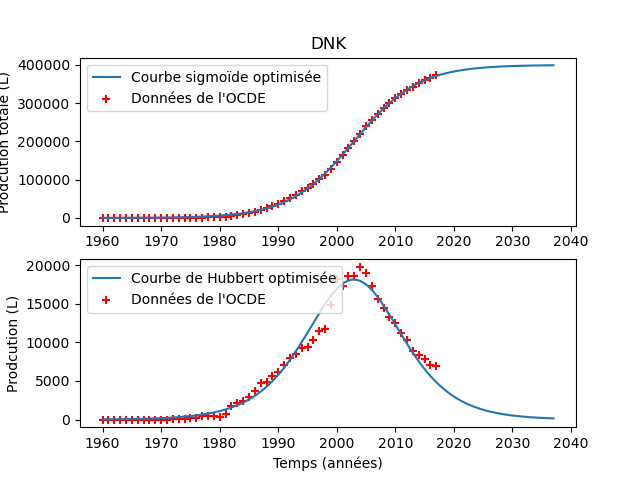 DNK
Prodcution totale (L)
400000
300000
200000
100000
0
Courbe sigmoïde optimisée
Données de l'OCDE
1960 1970 1980 1990 2000 2010 2020 2030 2040
Prodcution (L)
20000
15000
10000
5000
0
Courbe de Hubbert optimisée
Données de l'OCDE
1960 1970 1980 1990 2000 2010 2020 2030 2040
Temps (années)